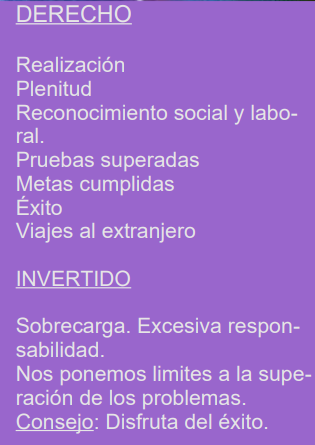 DERECHO
Realización
Plenitud
Reconocimiento social y labo-
ral.
Pruebas superadas
Metas cumplidas
Éxito
Viajes al extranjero
INVERTIDO
Sobrecarga. Excesiva respon-
sabilidad.
Nos ponemos limites a la supe-
ración de los problemas.
Consejo: Disfruta del éxito.